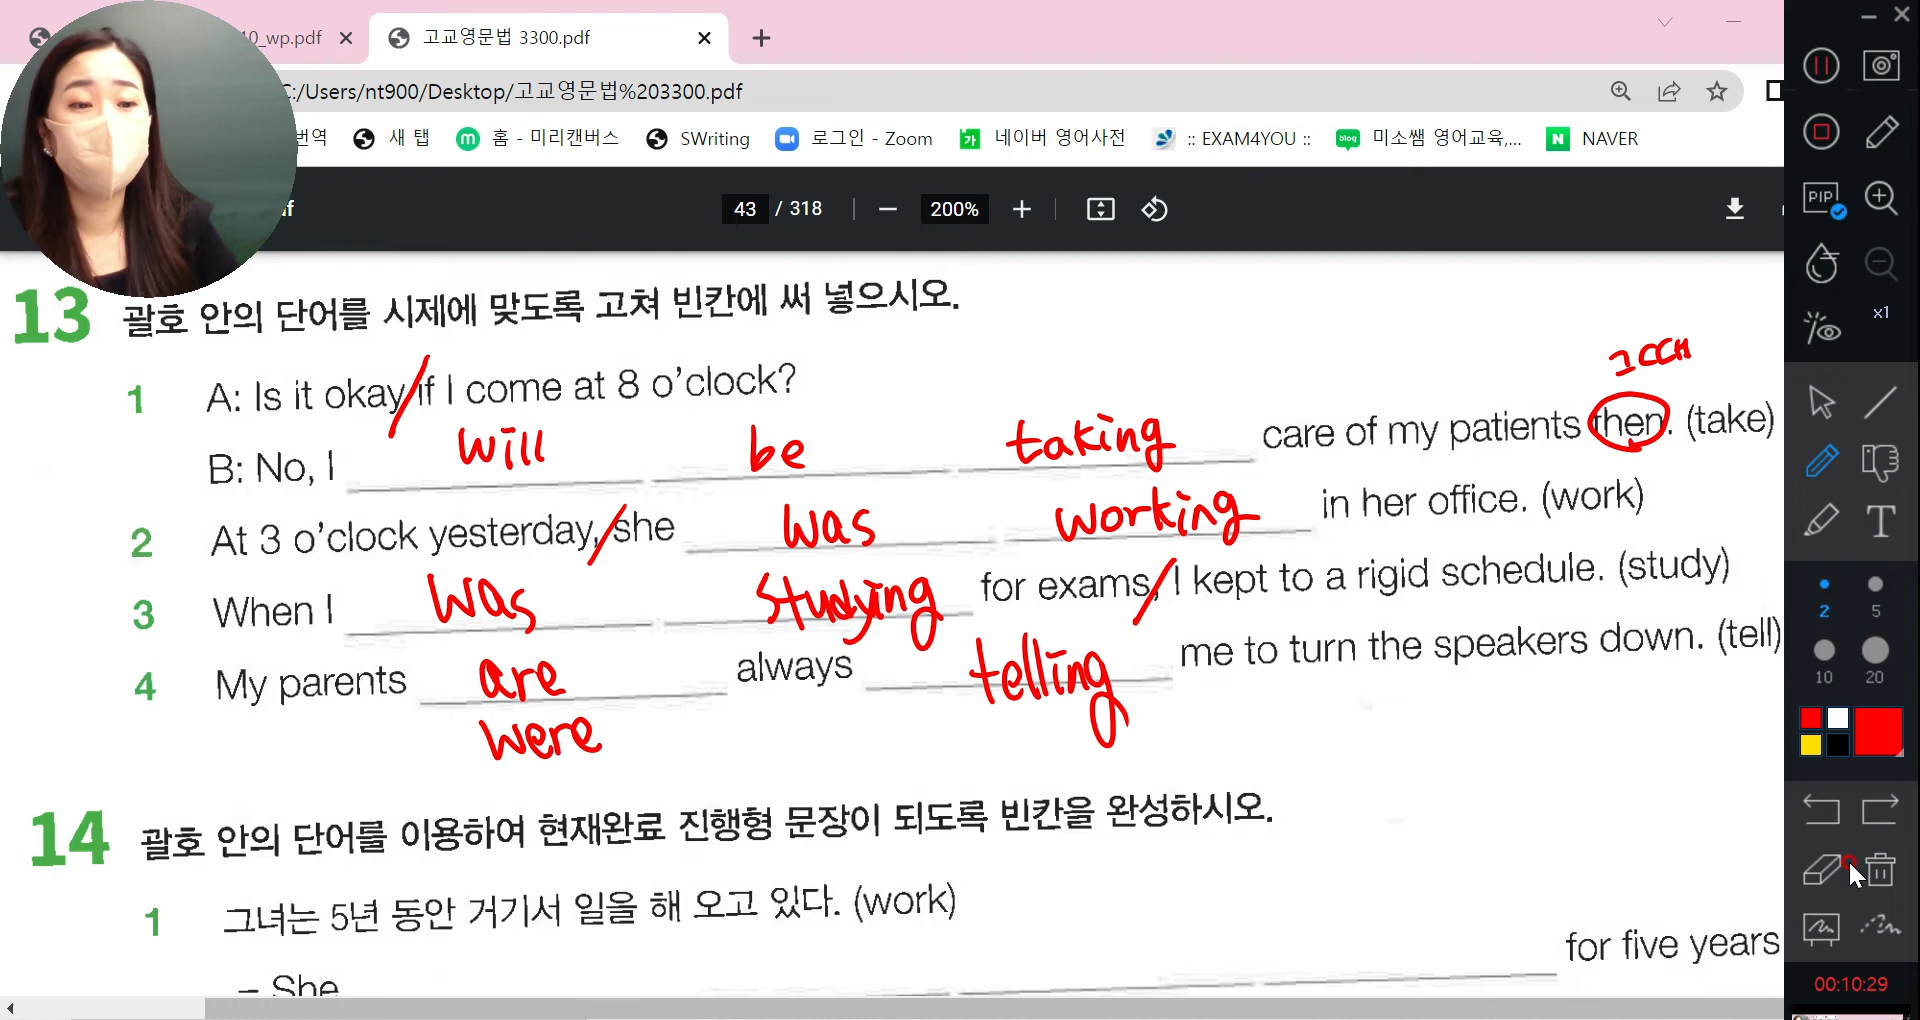 10_wp.pdf
고교영문법 3300.pdf
C:/Users/nt900/Desktop/고교영문법%203300.pdf
번역 새 탭 홈 - 미리캔버스 SWriting 로그인 - Zoom 네이버 영어사전 :: EXAM4YOU :: 미소쌤 영어교육,... NAVER
df 43 / 318 200%
13 괄호 안의 단어를 시제에 맞도록 고쳐 빈칸에 써 넣으시오.
1 A: Is it okay if I come at 8 o'clock?
그때
B: No, I will be taking care of my patients then. (take)
2 At 3 o'clock yesterday, she was working in her office. (work)
3 When I was studying for exams, I kept to a rigid schedule. (study)
4 My parents are always telling me to turn the speakers down. (tell)
were
14 괄호 안의 단어를 이용하여 현재완료 진행형 문장이 되도록 빈칸을 완성하시오.
1 그녀는 5년 동안 거기서 일을 해 오고 있다. (work)
– She for five years
PIP
x1
T
2 5
10 20
00:10:29